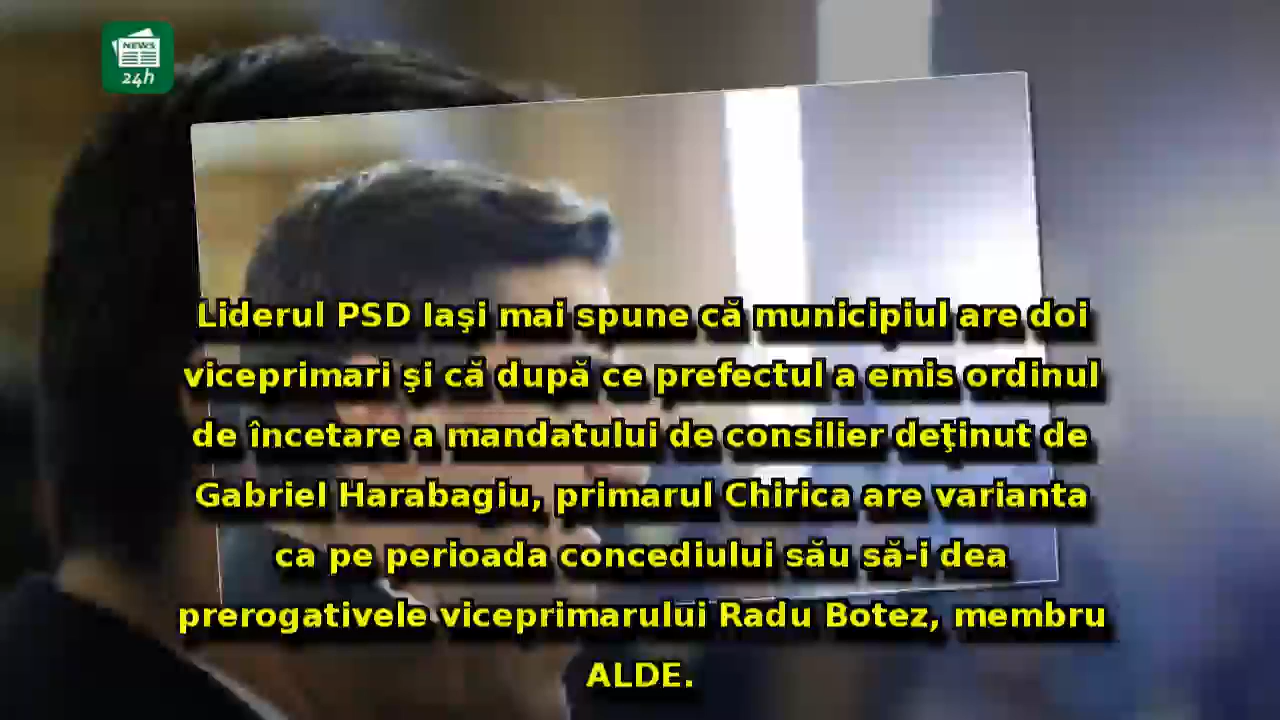 NEWS
24h
Liderul PSD Iaşi mai spune că municipiul are doi
viceprimari şi că după ce prefectul a emis ordinul
de încetare a mandatului de consilier deţinut de
Gabriel Harabagiu, primarul Chirica are varianta
ca pe perioada concediului său să-i dea
prerogativele viceprimarului Radu Botez, membru
ALDE.